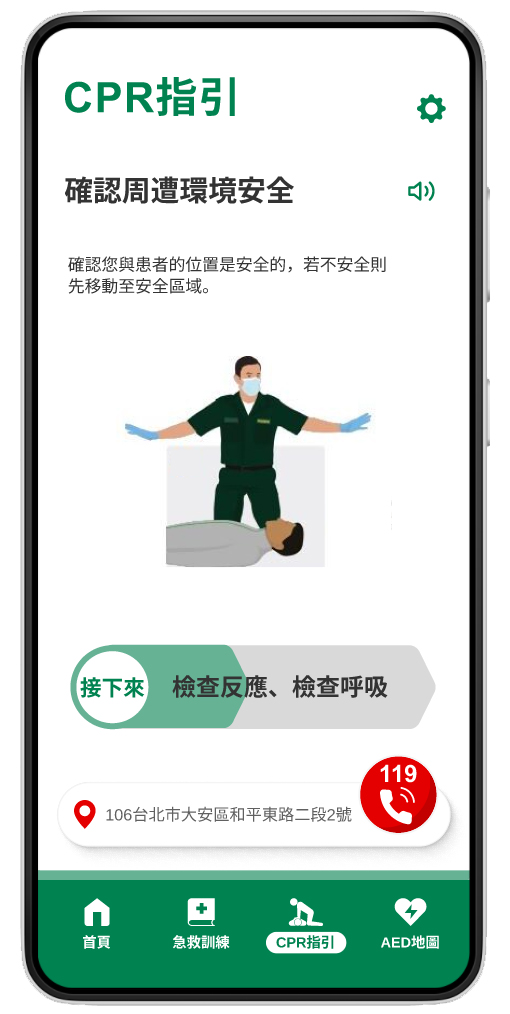 CPR指引
確認周遭環境安全
確認您與患者的位置是安全的，若不安全則
先移動至安全區域。
接下來
檢查反應、檢查呼吸
119
106台北市大安區和平東路二段2號
首頁
急救訓練
CPR指引
AED地圖